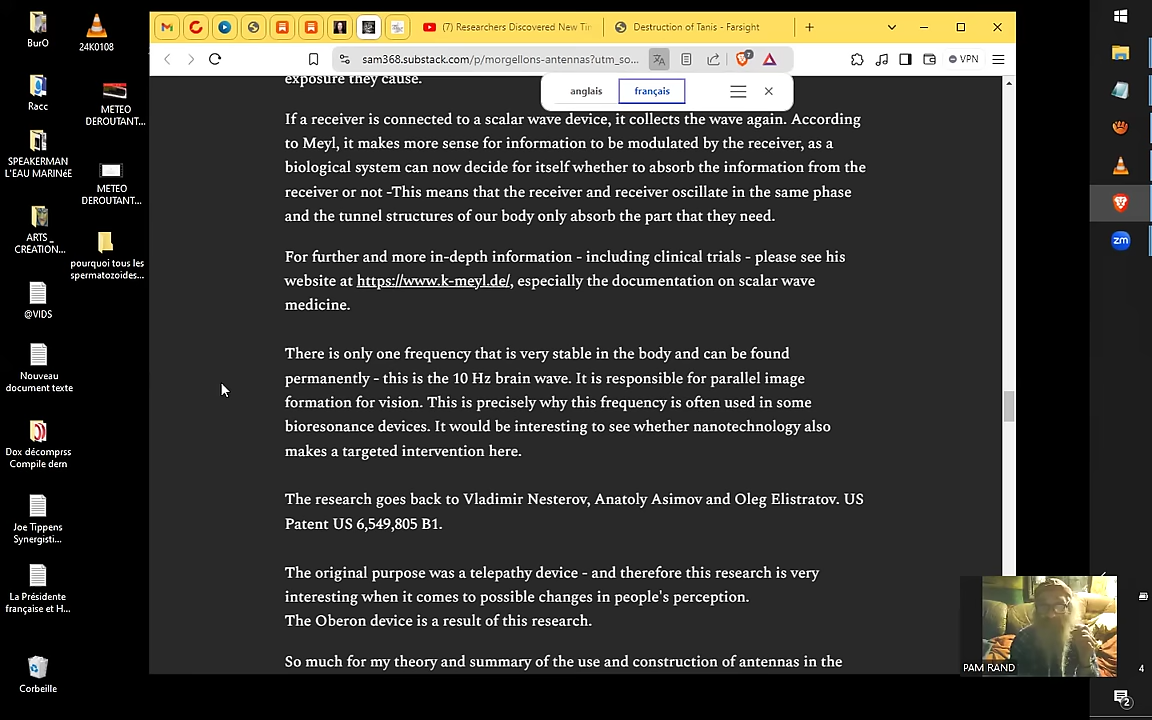 BurO
24K0108
Racc
METEO
DEROUTANT...
SPEAKERMAN
L'EAU MARINéE
METEO
DEROUTANT...
ARTS _
CREATION...
pourquoi tous les
spermatozoides...
@VIDS
Nouveau
document texte
Dox décomprss
Compile dern
Joe Tippens
Synergisti...
La Présidente
française et H...
Corbeille
(7) Researchers Discovered New Tin
Destruction of Tanis - Farsight
sam368.substack.com/p/morgellons-antennas?utm_so...
7
VPN
anglais
français
exposure they cause.
If a receiver is connected to a scalar wave device, it collects the wave again. According
to Meyl, it makes more sense for information to be modulated by the receiver, as a
biological system can now decide for itself whether to absorb the information from the
receiver or not -This means that the receiver and receiver oscillate in the same phase
and the tunnel structures of our body only absorb the part that they need.
For further and more in-depth information - including clinical trials - please see his
website at https://www.k-meyl.de/, especially the documentation on scalar wave
medicine.
There is only one frequency that is very stable in the body and can be found
permanently - this is the 10 Hz brain wave. It is responsible for parallel image
formation for vision. This is precisely why this frequency is often used in some
bioresonance devices. It would be interesting to see whether nanotechnology also
makes a targeted intervention here.
The research goes back to Vladimir Nesterov, Anatoly Asimov and Oleg Elistratov. US
Patent US 6,549,805 B1.
The original purpose was a telepathy device - and therefore this research is very
interesting when it comes to possible changes in people's perception.
The Oberon device is a result of this research.
So much for my theory and summary of the use and construction of antennas in the
PAM RAND
zm
4
2